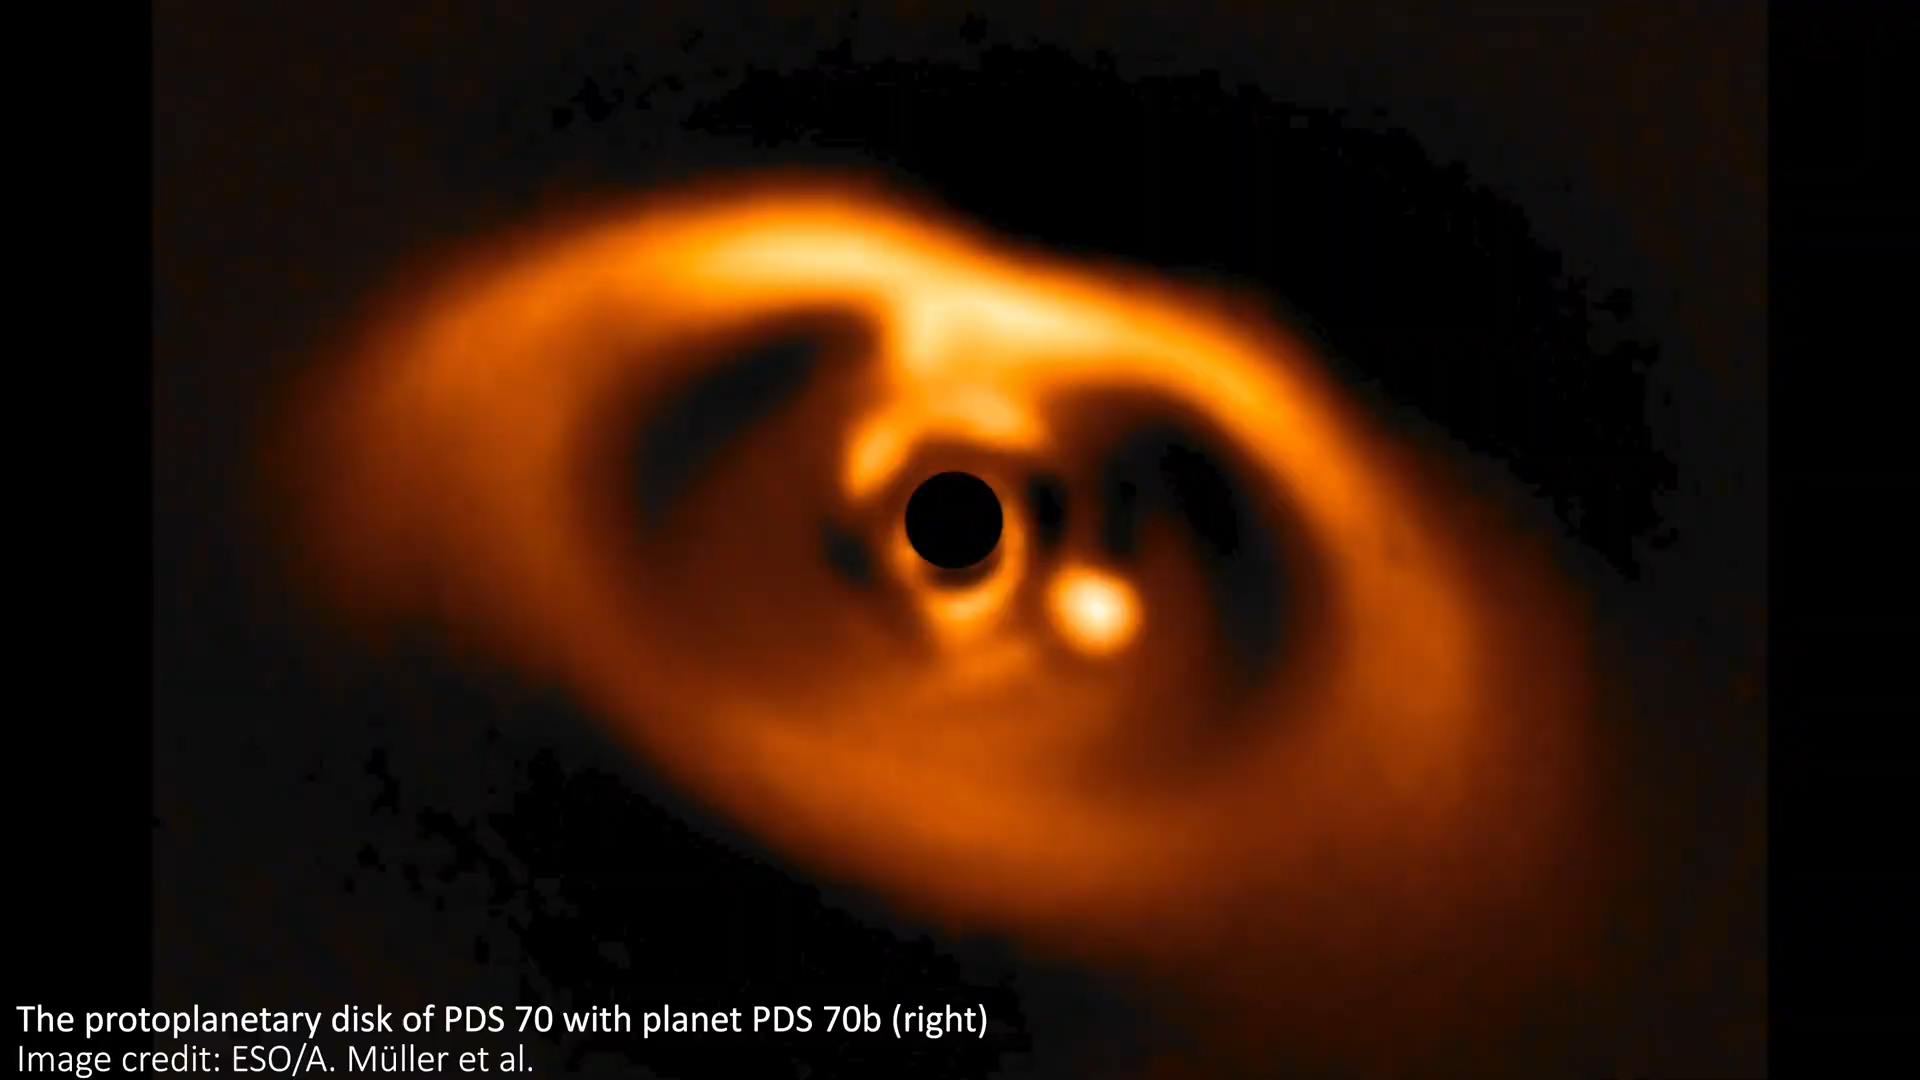 The protoplanetary disk of PDS 70 with planet PDS 70b (right)
Image credit: ESO/A. Müller et al.